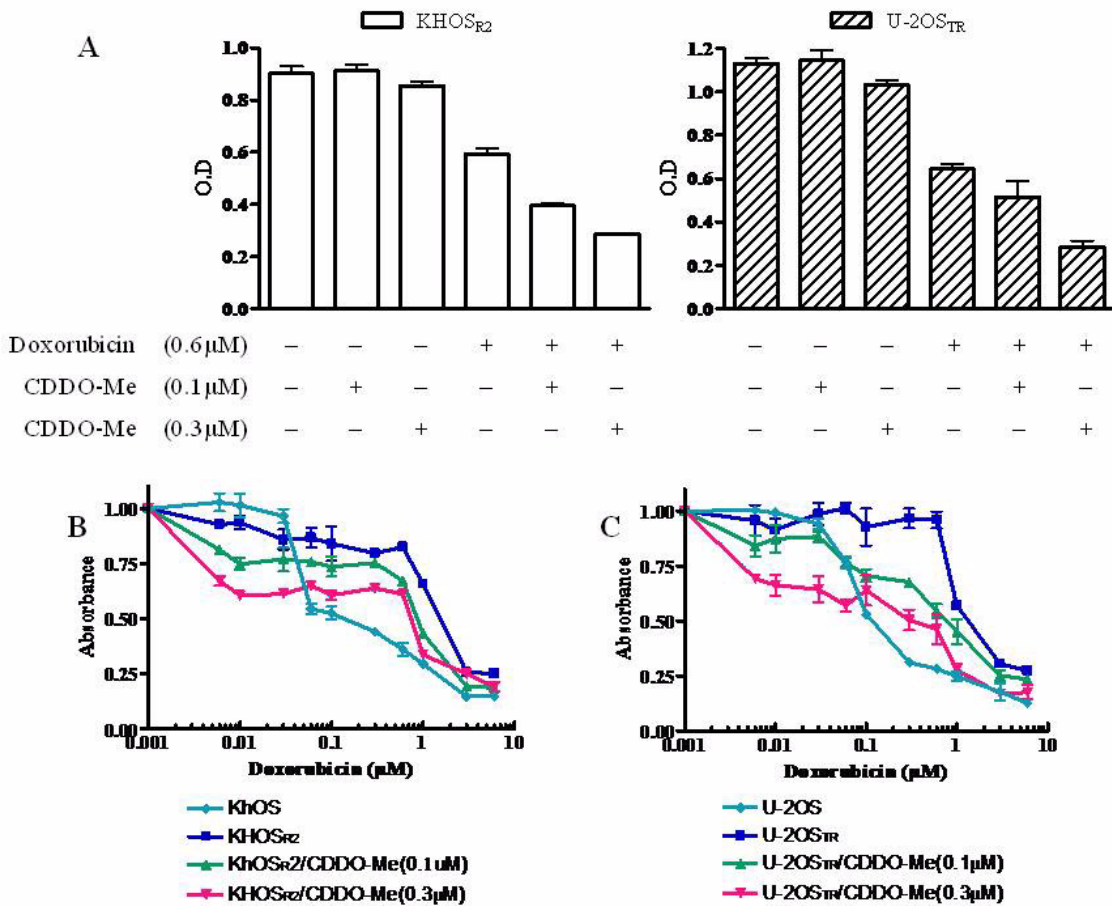 A
KHOSR2
U-2OSTR
1.0
0.8
0.6
0.4
0.2
0.0
O.D
1.2
1.0
0.8
0.6
0.4
0.2
0.0
O.D
Doxorubicin (0.6μM) – – – + + + – – – + + +
CDDO-Me (0.1μM) – + – – + – – + – – + –
CDDO-Me (0.3μM) – – + – – + – – + – – +
B
1.00
0.75
0.50
0.25
0.00
Absorbance
0.001 0.01 0.1 1 10
Doxorubicin (μM)
KhOS
KHOSR2
KhOSR2/CDDO-Me(0.1uM)
KHOSR2/CDDO-Me(0.3μM)
C
1.00
0.75
0.50
0.25
0.00
Absorbance
0.001 0.01 0.1 1 10
Doxorubicin (μM)
U-2OS
U-2OSTR
U-2OSTR/CDDO-Me(0.1μM)
U-2OSTR/CDDO-Me(0.3μM)